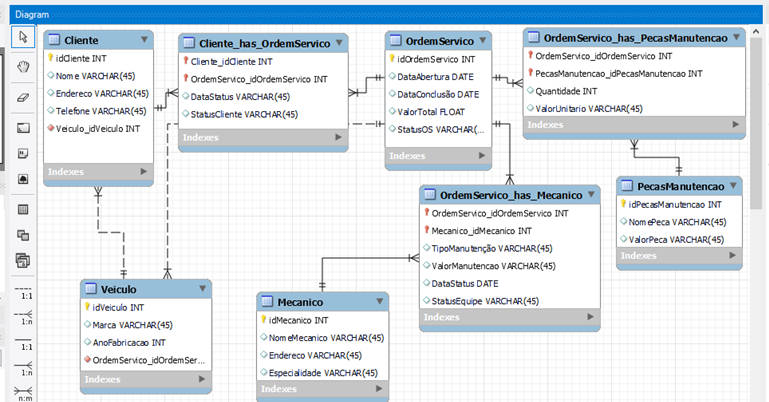 Diagram
Cliente
idCliente INT
Nome VARCHAR(45)
Endereco VARCHAR(45)
Telefone VARCHAR(45)
Veiculo_idVeiculo INT
Indexes
Cliente_has_OrdemServico
Cliente_idCliente INT
OrdemServico_idOrdemServico INT
DataStatus VARCHAR(45)
StatusCliente VARCHAR(45)
Indexes
OrdemServico
idOrdemServico INT
DataAbertura DATE
DataConclusão DATE
ValorTotal FLOAT
StatusOS VARCHAR(...
Indexes
OrdemServico_has_PecasManutencao
OrdemServico_idOrdemServico INT
PecasManutencao_idPecasManutencao INT
Quantidade INT
ValorUnitario VARCHAR(45)
Indexes
PecasManutencao
idPecasManutencao INT
NomePeca VARCHAR(45)
ValorPeca VARCHAR(45)
Indexes
OrdemServico_has_Mecanico
OrdemServico_idOrdemServico INT
Mecanico_idMecanico INT
TipoManutenção VARCHAR(45)
ValorManutencao VARCHAR(45)
DataStatus DATE
StatusEquipe VARCHAR(45)
Indexes
Veiculo
idVeiculo INT
Marca VARCHAR(45)
AnoFabricacao INT
OrdemServico_idOrdemSer...
Indexes
Mecanico
idMecanico INT
NomeMecanico VARCHAR(45)
Endereco VARCHAR(45)
Especialidade VARCHAR(45)
Indexes
1:1
1:n
1:1
1:n
n:m